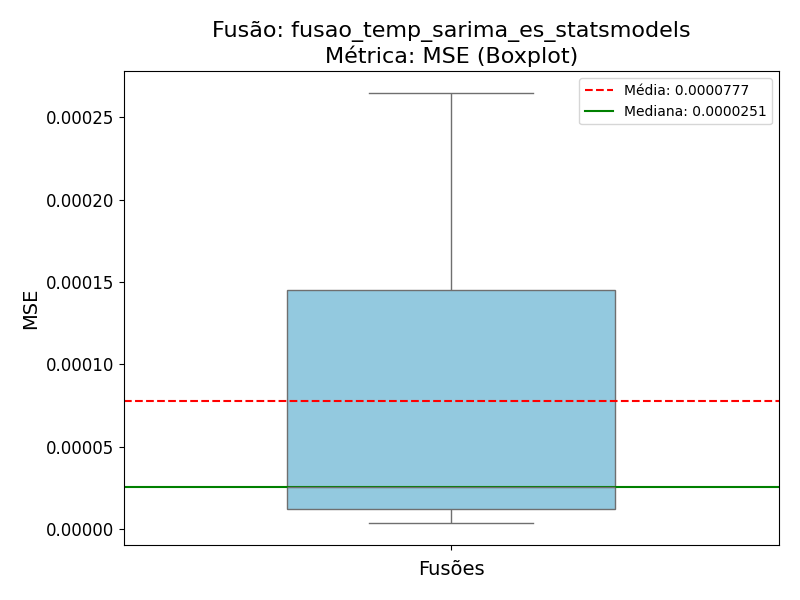 Fusão: fusao_temp_sarima_es_statsmodels
Métrica: MSE (Boxplot)
Média: 0.0000777
Mediana: 0.0000251
0.00025
0.00020
0.00015
0.00010
0.00005
0.00000
MSE
Fusões